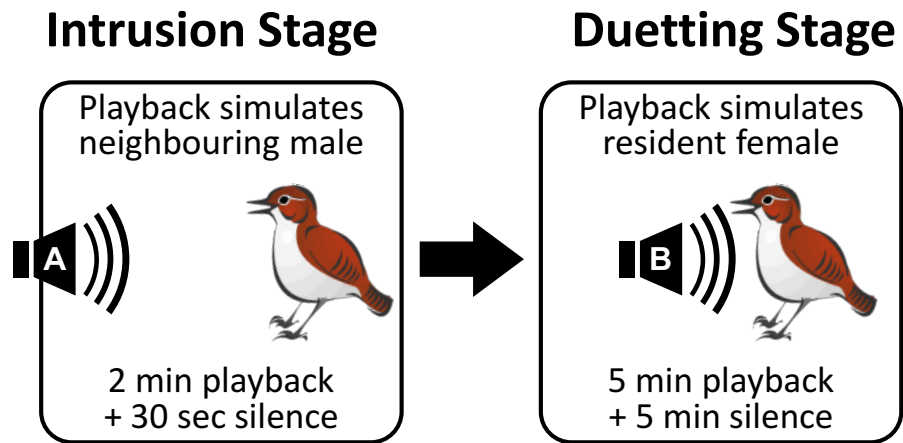 Intrusion Stage
Playback simulates
neighbouring male
A
2 min playback
+ 30 sec silence
Duetting Stage
Playback simulates
resident female
B
5 min playback
+ 5 min silence